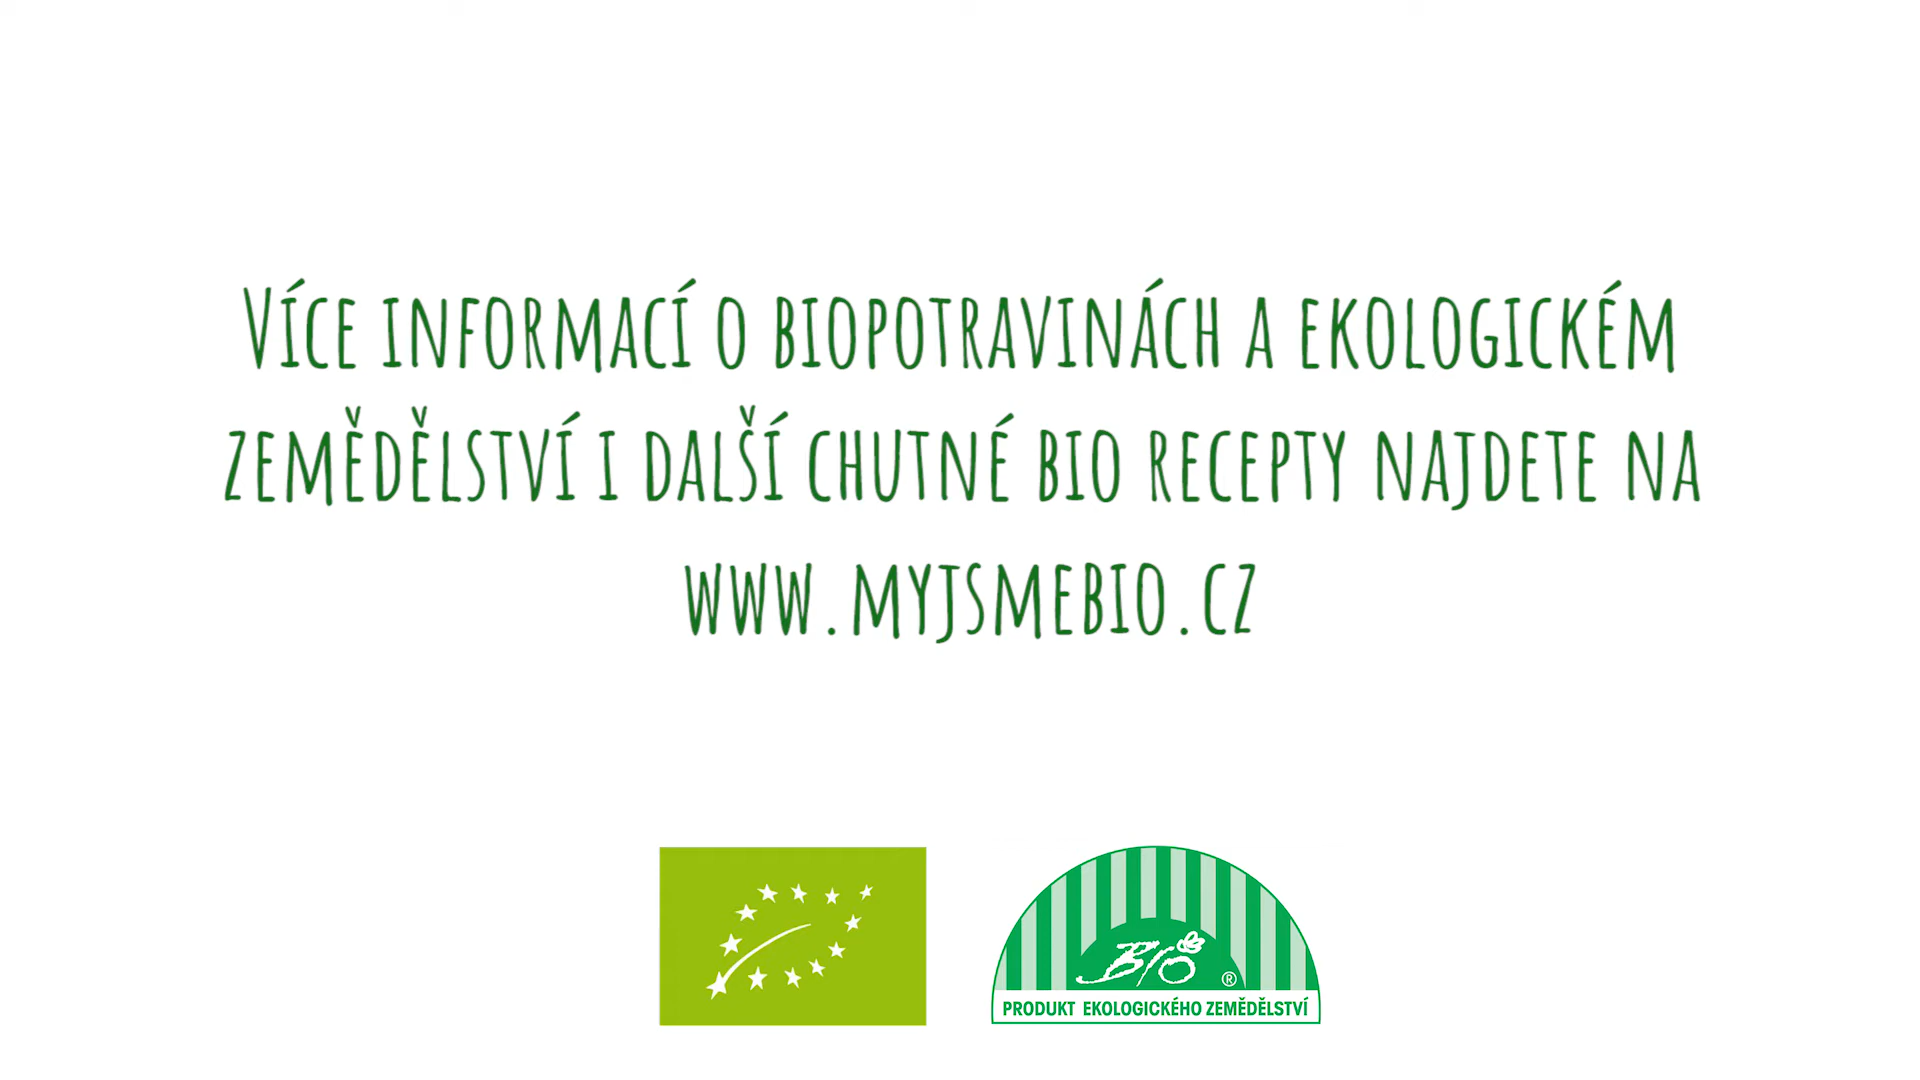 Více informací o biopotravinách a ekologickém
zemědělství i další chutné bio recepty najdete na
www.myjsmebio.cz
BIO ®
PRODUKT EKOLOGICKÉHO ZEMĚDĚLSTVÍ